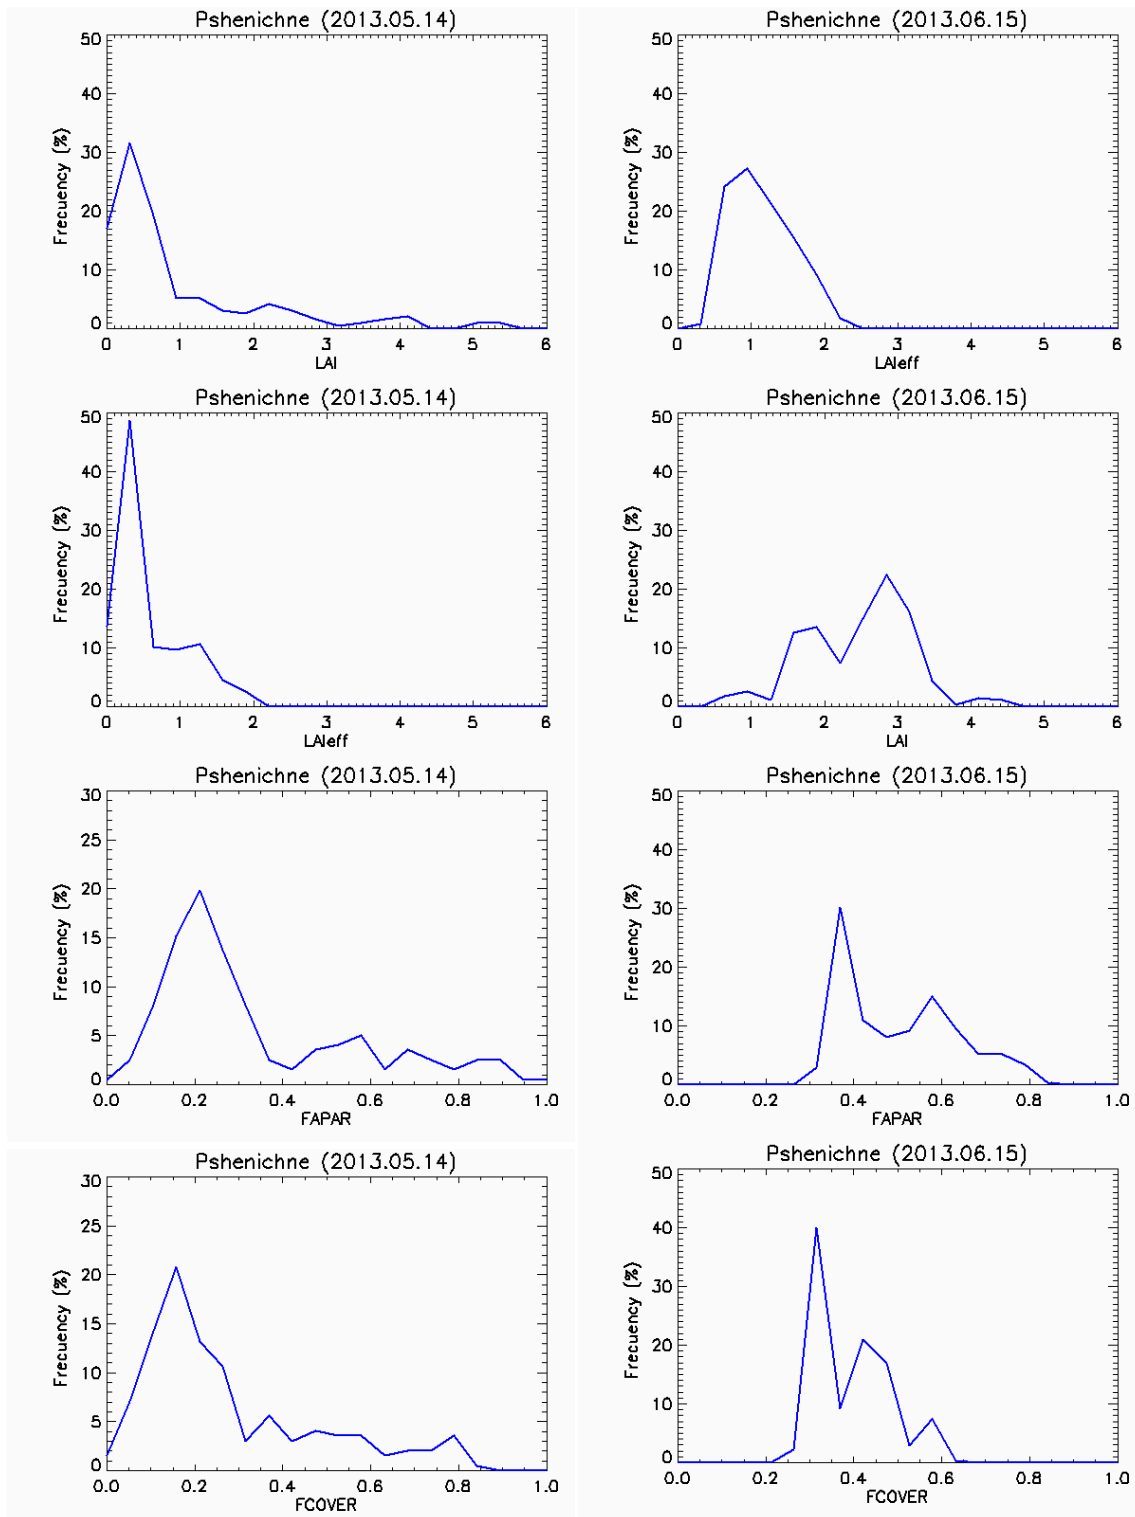 Pshenichne (2013.05.14)
50
40
30
20
10
0
Frecuency (%)
0 1 2 3 4 5 6
LAI
Pshenichne (2013.06.15)
50
40
30
20
10
0
Frecuency (%)
0 1 2 3 4 5 6
LAIeff
Pshenichne (2013.05.14)
50
40
30
20
10
0
Frecuency (%)
0 1 2 3 4 5 6
LAIeff
Pshenichne (2013.06.15)
50
40
30
20
10
0
Frecuency (%)
0 1 2 3 4 5 6
LAI
Pshenichne (2013.05.14)
30
25
20
15
10
5
0
Frecuency (%)
0.0 0.2 0.4 0.6 0.8 1.0
FAPAR
Pshenichne (2013.06.15)
50
40
30
20
10
0
Frecuency (%)
0.0 0.2 0.4 0.6 0.8 1.0
FAPAR
Pshenichne (2013.05.14)
30
25
20
15
10
5
0
Frecuency (%)
0.0 0.2 0.4 0.6 0.8 1.0
FCOVER
Pshenichne (2013.06.15)
50
40
30
20
10
0
Frecuency (%)
0.0 0.2 0.4 0.6 0.8 1.0
FCOVER